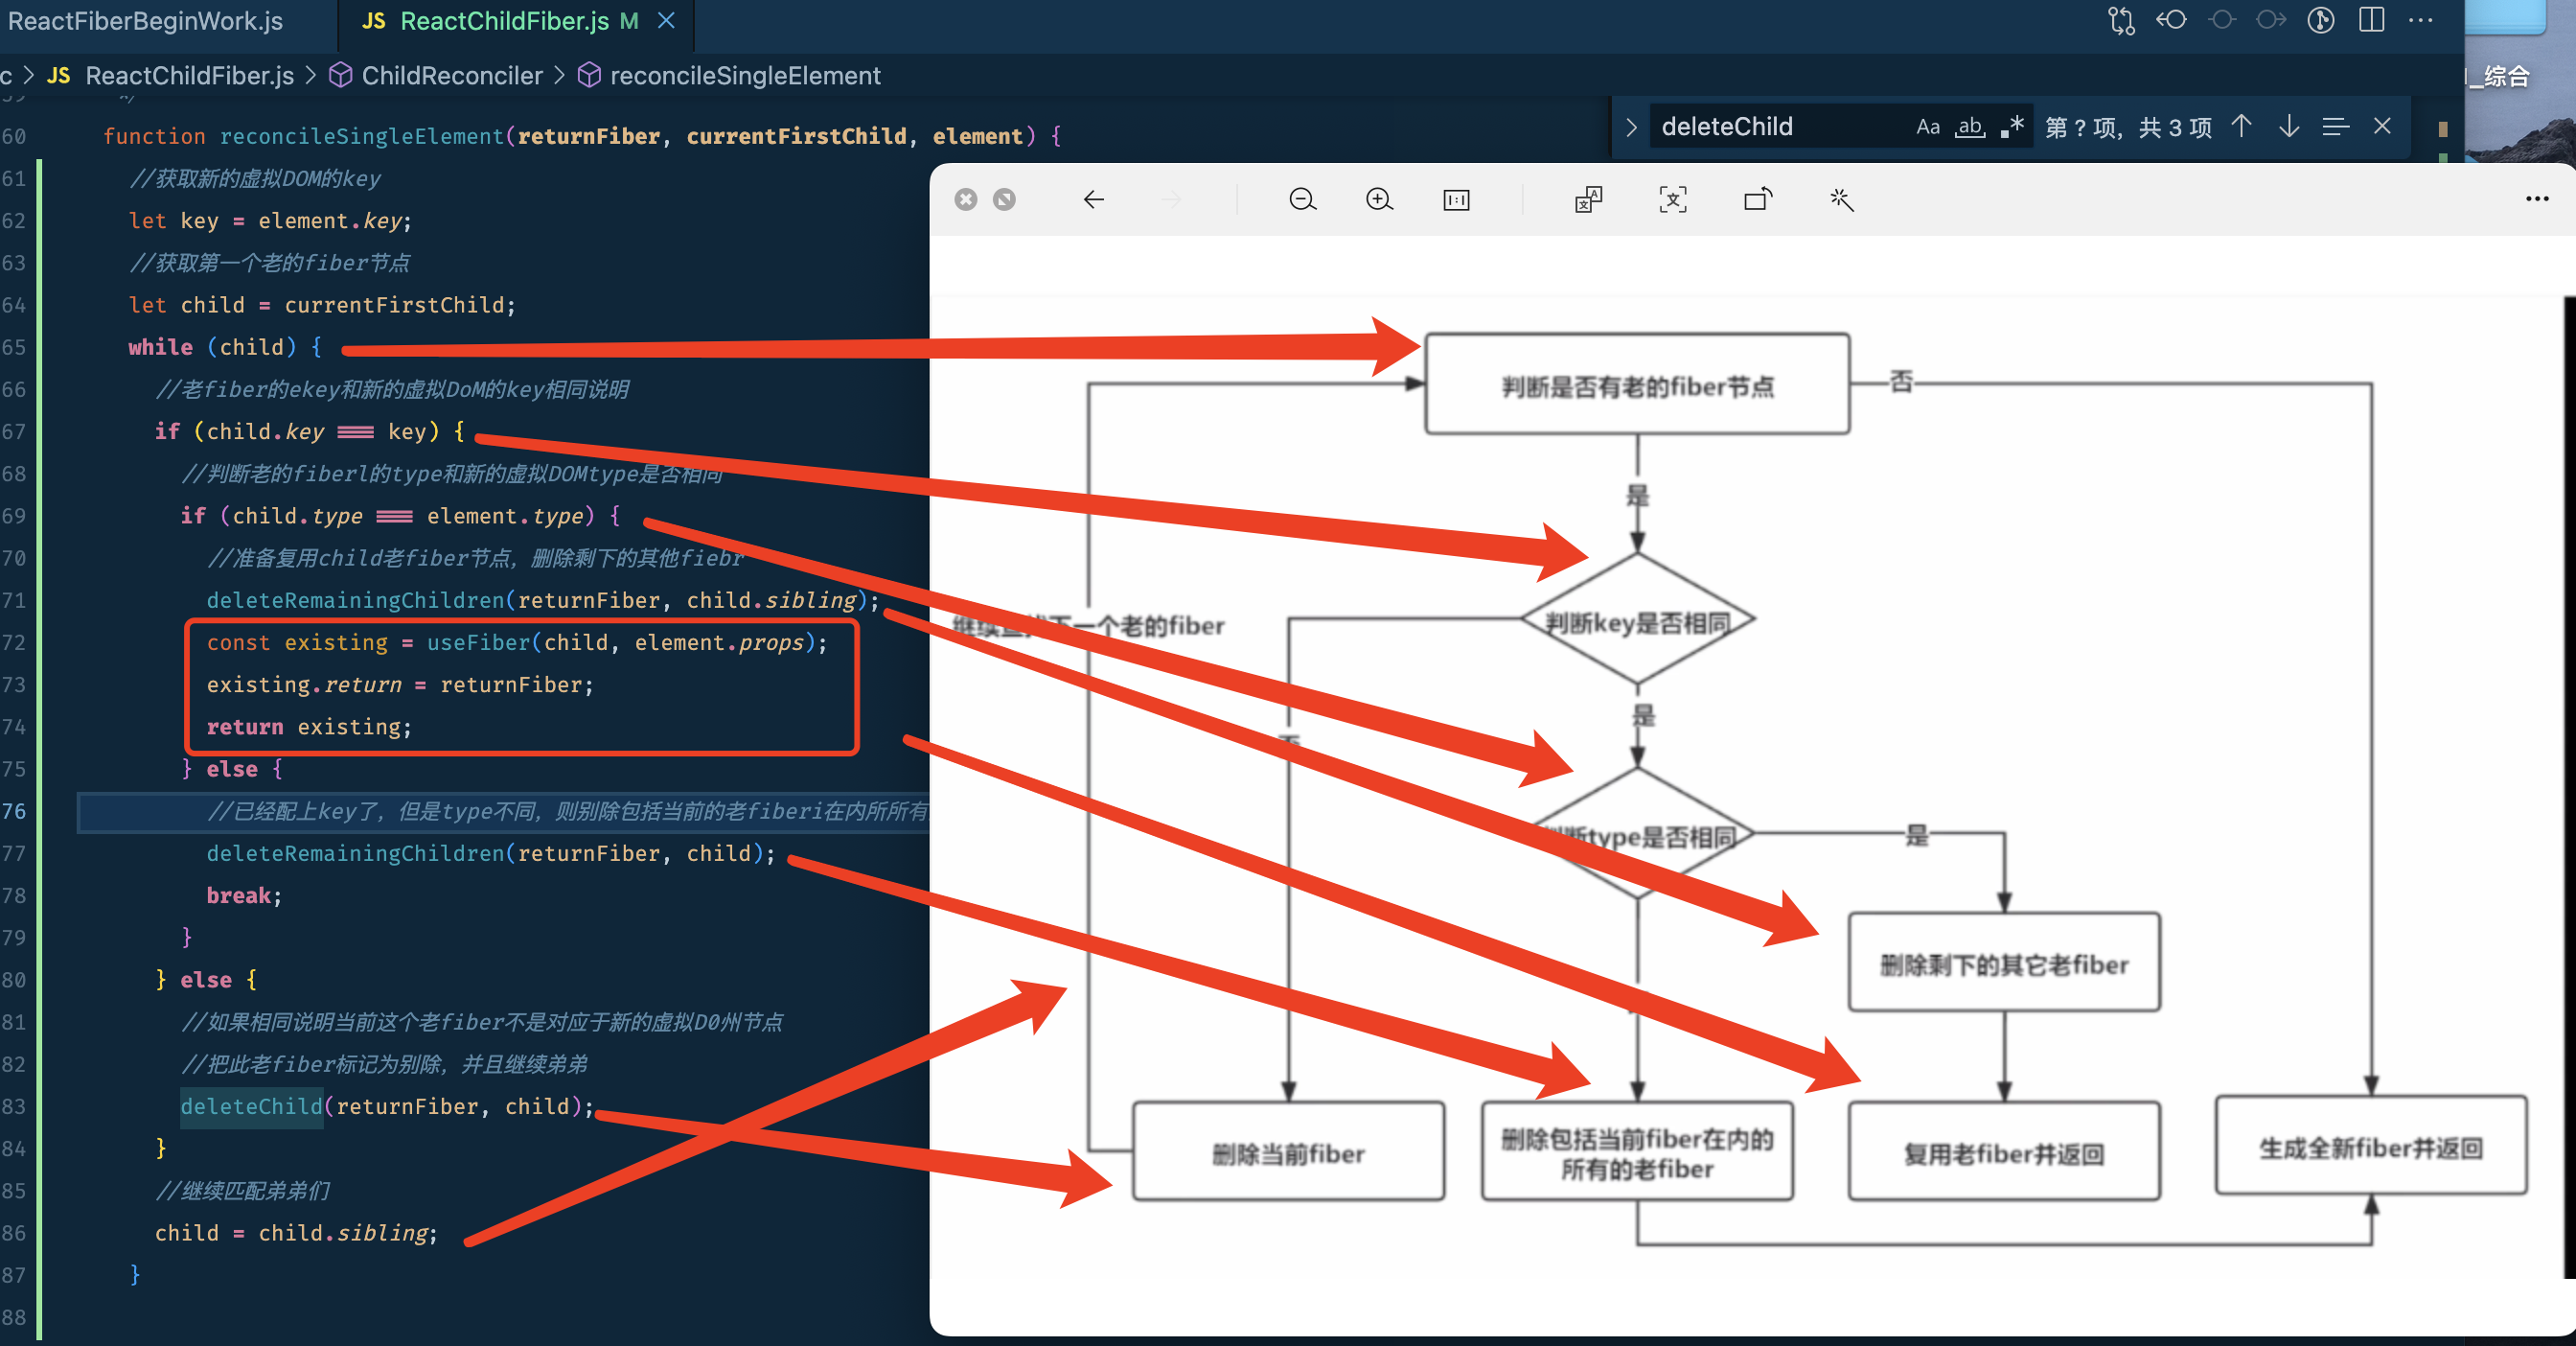 ReactFiberBeginWork.js
JS ReactChildFiber.js M
c > JS ReactChildFiber.js > ChildReconciler > reconcileSingleElement
_综合
deleteChild Aa ab .* 第 ? 项, 共 3 项
60 function reconcileSingleElement(returnFiber, currentFirstChild, element) {
61 //获取新的虚拟DOM的key
62 let key = element.key;
63 //获取第一个老的fiber节点
64 let child = currentFirstChild;
65 while (child) {
66 //老fiber的ekey和新的虚拟DoM的key相同说明
67 if (child.key === key) {
68 //判断老的fiberl的type和新的虚拟DOMtype是否相同
69 if (child.type === element.type) {
70 //准备复用child老fiber节点, 删除剩下的其他fiebr
71 deleteRemainingChildren(returnFiber, child.sibling);
72 const existing = useFiber(child, element.props);
73 existing.return = returnFiber;
74 return existing;
75 } else {
76 //已经配上key了, 但是type不同, 则别除包括当前的老fiberi在内所所有
77 deleteRemainingChildren(returnFiber, child);
78 break;
79 }
80 } else {
81 //如果相同说明当前这个老fiber不是对应于新的虚拟D0州节点
82 //把此老fiber标记为别除, 并且继续弟弟
83 deleteChild(returnFiber, child);
84 }
85 //继续匹配弟弟们
86 child = child.sibling;
87 }
88
判断是否有老的fiber节点
否
是
判断key是否相同
继续查找下一个老的fiber
是
否
判断type是否相同
是
删除剩下的其它老fiber
删除当前fiber
删除包括当前fiber在内的
所有的老fiber
复用老fiber并返回
生成全新fiber并返回